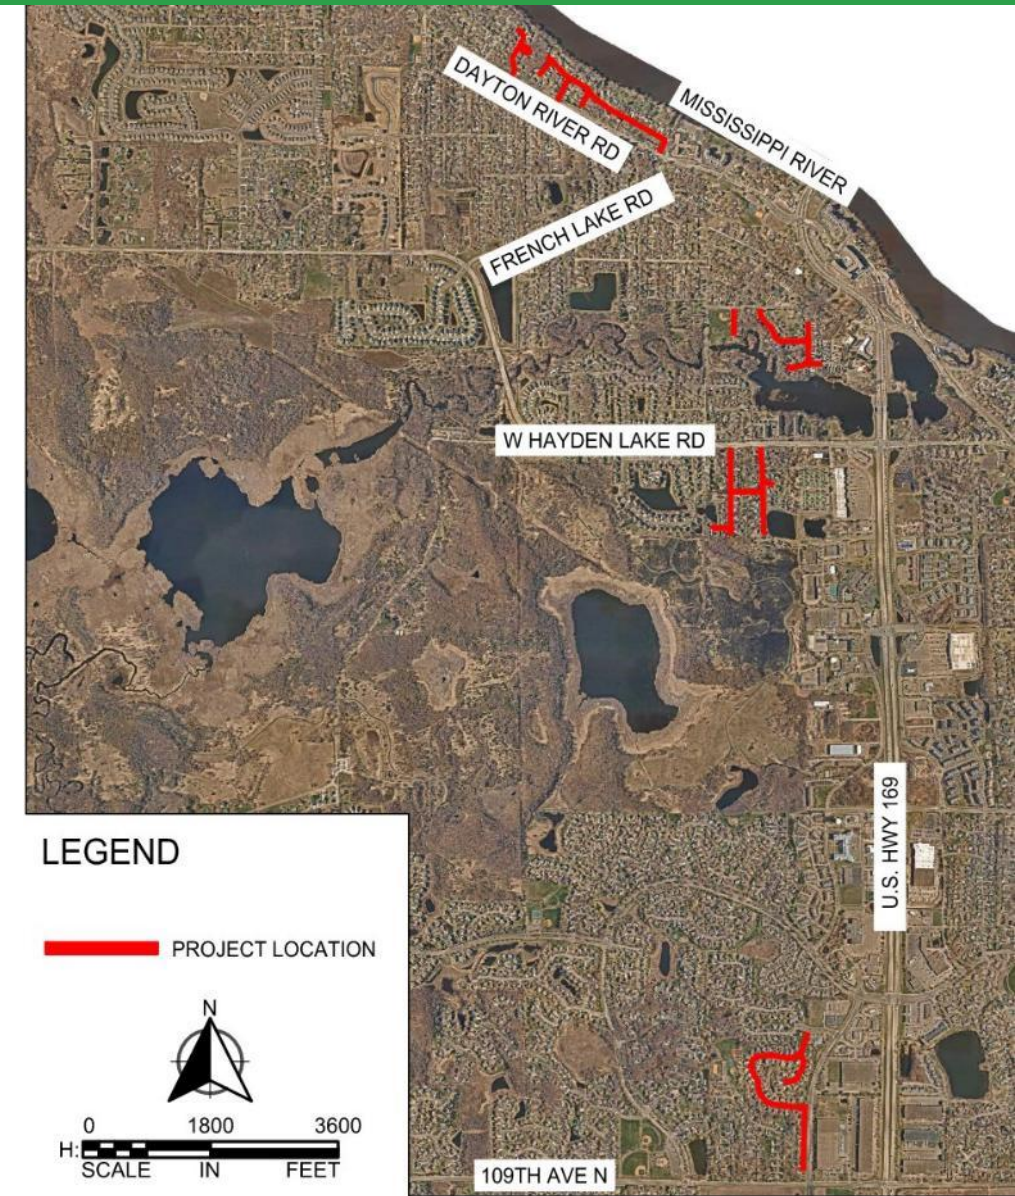 DAYTON RIVER RD
MISSISSIPPI RIVER
FRENCH LAKE RD
W HAYDEN LAKE RD
U.S. HWY 169
LEGEND
PROJECT LOCATION
N
0 1800 3600
H:
SCALE IN FEET
109TH AVE N